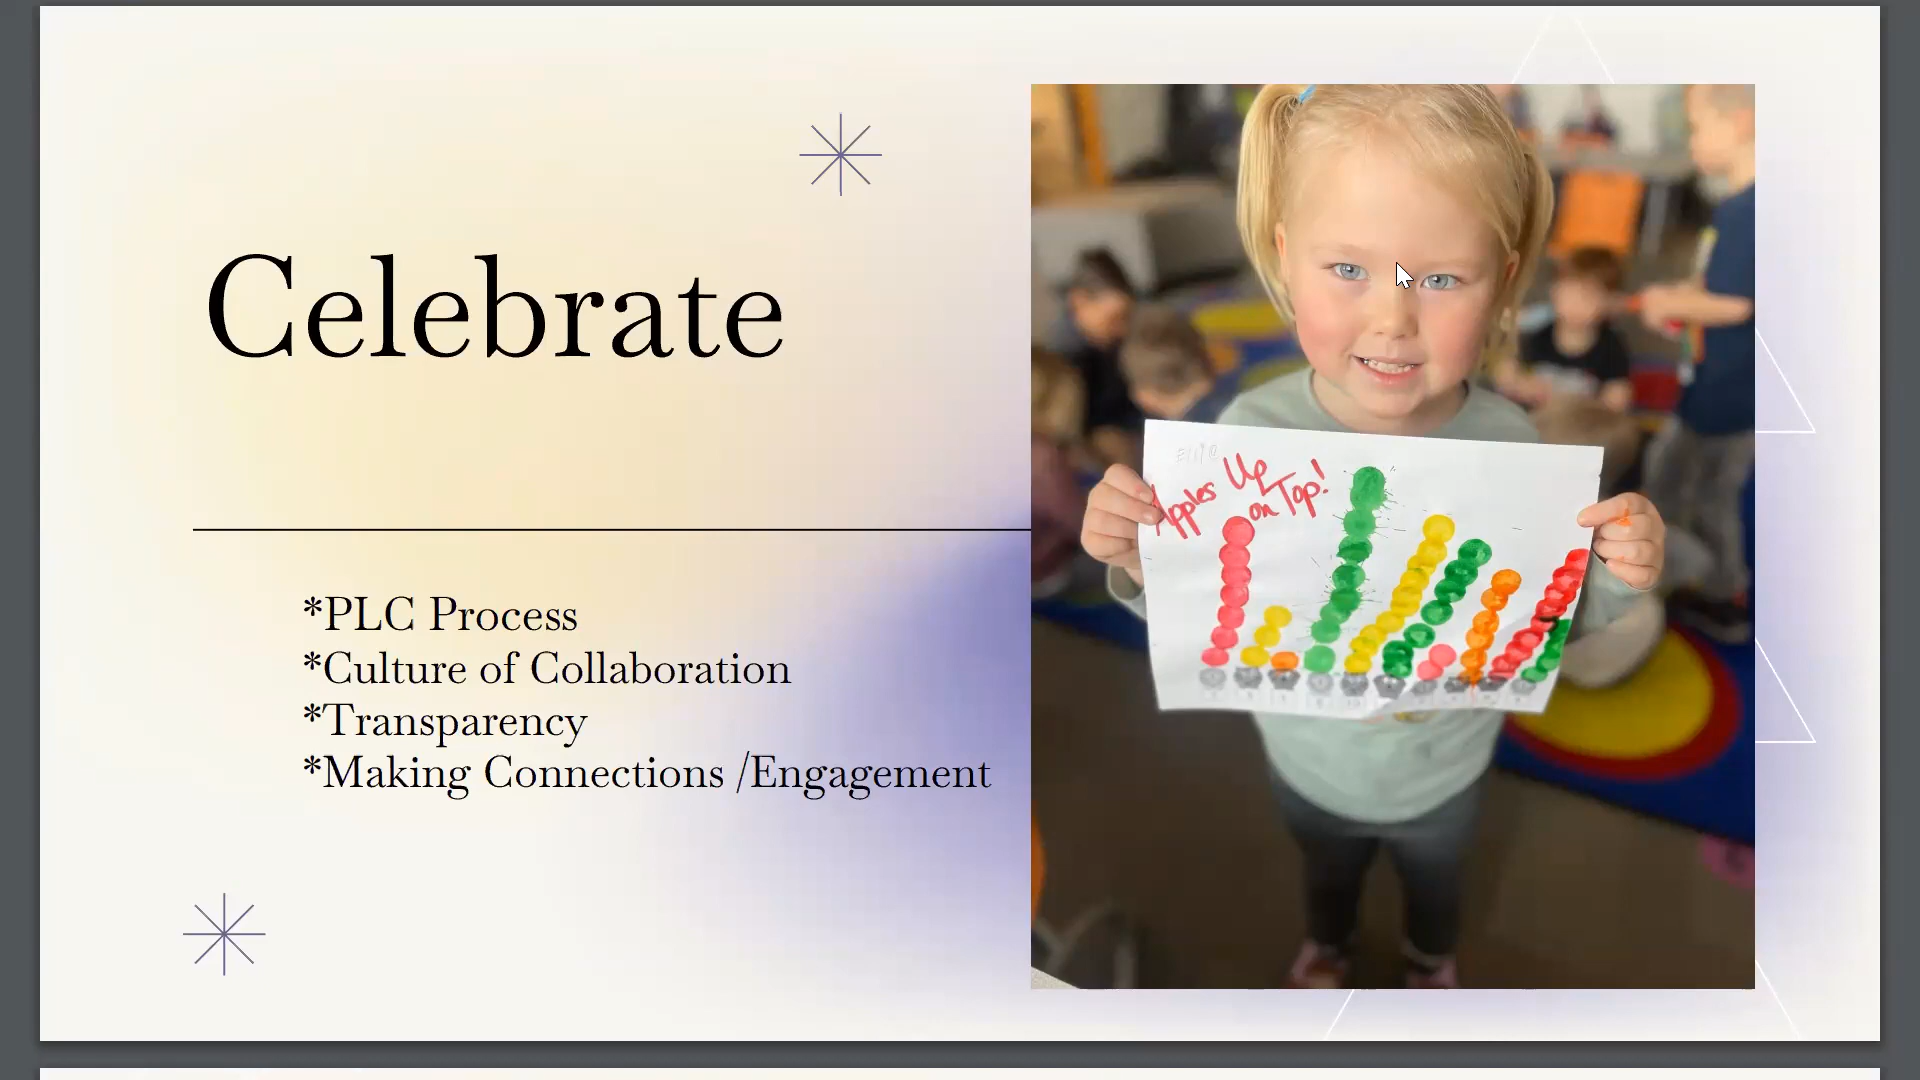 Celebrate
*PLC Process
*Culture of Collaboration
*Transparency
*Making Connections /Engagement
Apples Up
on Top!